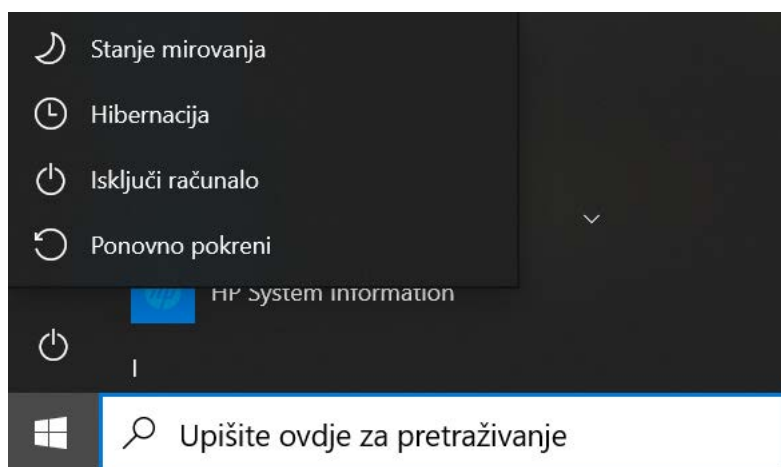 Stanje mirovanja
Hibernacija
Isključi računalo
Ponovno pokreni
HP System Information
I
Upišite ovdje za pretraživanje